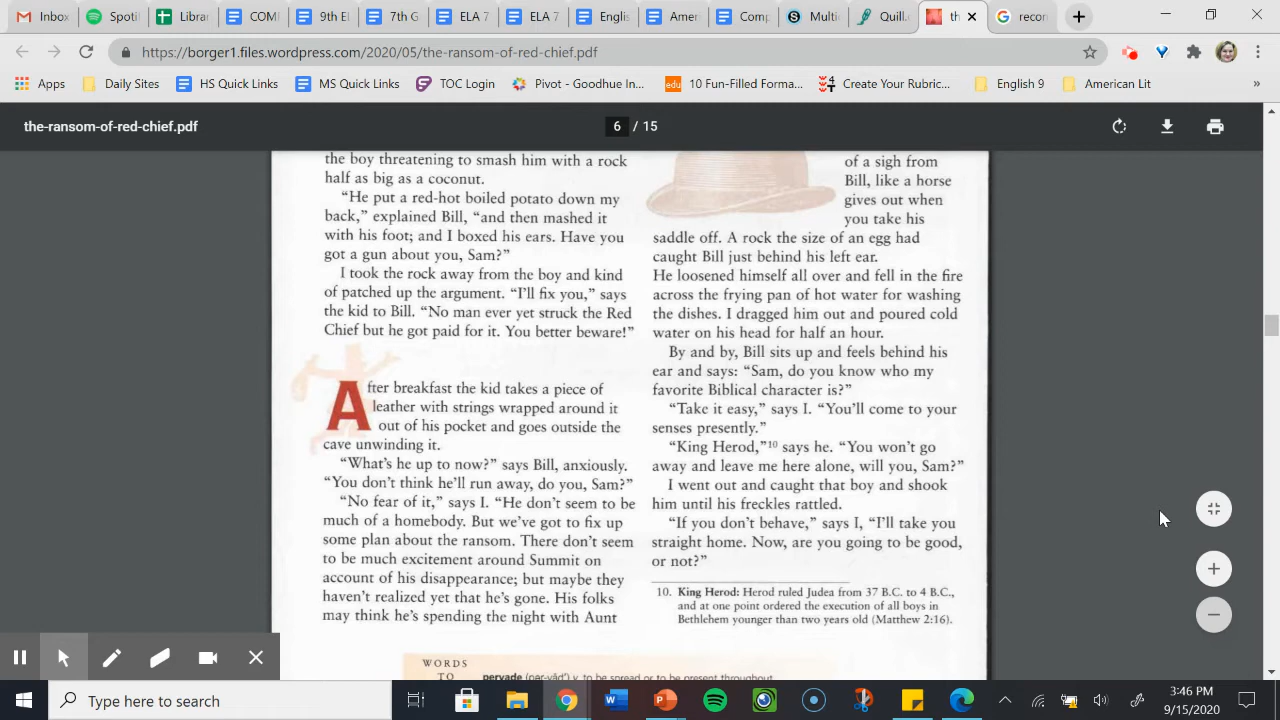 Inbox
Spoti
Librar
COM
9th El
7th G
ELA 7
ELA 7
Englis
Amer
Comp
Multi
Quill.
th
recor
https://borger1.files.wordpress.com/2020/05/the-ransom-of-red-chief.pdf
Apps
Daily Sites
HS Quick Links
MS Quick Links
TOC Login
Pivot - Goodhue In...
edu
10 Fun-Filled Forma...
Create Your Rubric...
English 9
American Lit
»
the-ransom-of-red-chief.pdf
6 / 15
the boy threatening to smash him with a rock
half as big as a coconut.
"He put a red-hot boiled potato down my
back," explained Bill, "and then mashed it
with his foot; and I boxed his ears. Have you
got a gun about you, Sam?"
I took the rock away from the boy and kind
of patched up the argument. "I'll fix you," says
the kid to Bill. "No man ever yet struck the Red
Chief but he got paid for it. You better beware!"
After breakfast the kid takes a piece of
leather with strings wrapped around it
out of his pocket and goes outside the
cave unwinding it.
"What's he up to now?" says Bill, anxiously.
"You don't think he'll run away, do you, Sam?"
"No fear of it," says I. "He don't seem to be
much of a homebody. But we've got to fix up
some plan about the ransom. There don't seem
to be much excitement around Summit on
account of his disappearance; but maybe they
haven't realized yet that he's gone. His folks
may think he's spending the night with Aunt
of a sigh from
Bill, like a horse
gives out when
you take his
saddle off. A rock the size of an egg had
caught Bill just behind his left ear.
He loosened himself all over and fell in the fire
across the frying pan of hot water for washing
the dishes. I dragged him out and poured cold
water on his head for half an hour.
By and by, Bill sits up and feels behind his
ear and says: "Sam, do you know who my
favorite Biblical character is?"
"Take it easy," says I. "You'll come to your
senses presently."
"King Herod,"10 says he. "You won't go
away and leave me here alone, will you, Sam?"
I went out and caught that boy and shook
him until his freckles rattled.
"If you don't behave," says I, "I'll take you
straight home. Now, are you going to be good,
or not?"
10. King Herod: Herod ruled Judea from 37 B.C. to 4 B.C.,
and at one point ordered the execution of all boys in
Bethlehem younger than two years old (Matthew 2:16).
WORDS
TO
pervade (pər-vād') v. to be spread or to be present throughout
Type here to search
3:46 PM
9/15/2020